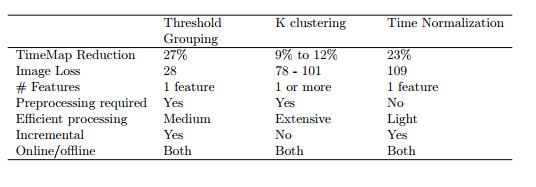 Threshold Grouping K clustering Time Normalization
TimeMap Reduction 27% 9% to 12% 23%
Image Loss 28 78 - 101 109
# Features 1 feature 1 or more 1 feature
Preprocessing required Yes Yes No
Efficient processing Medium Extensive Light
Incremental Yes No Yes
Online/offline Both Both Both